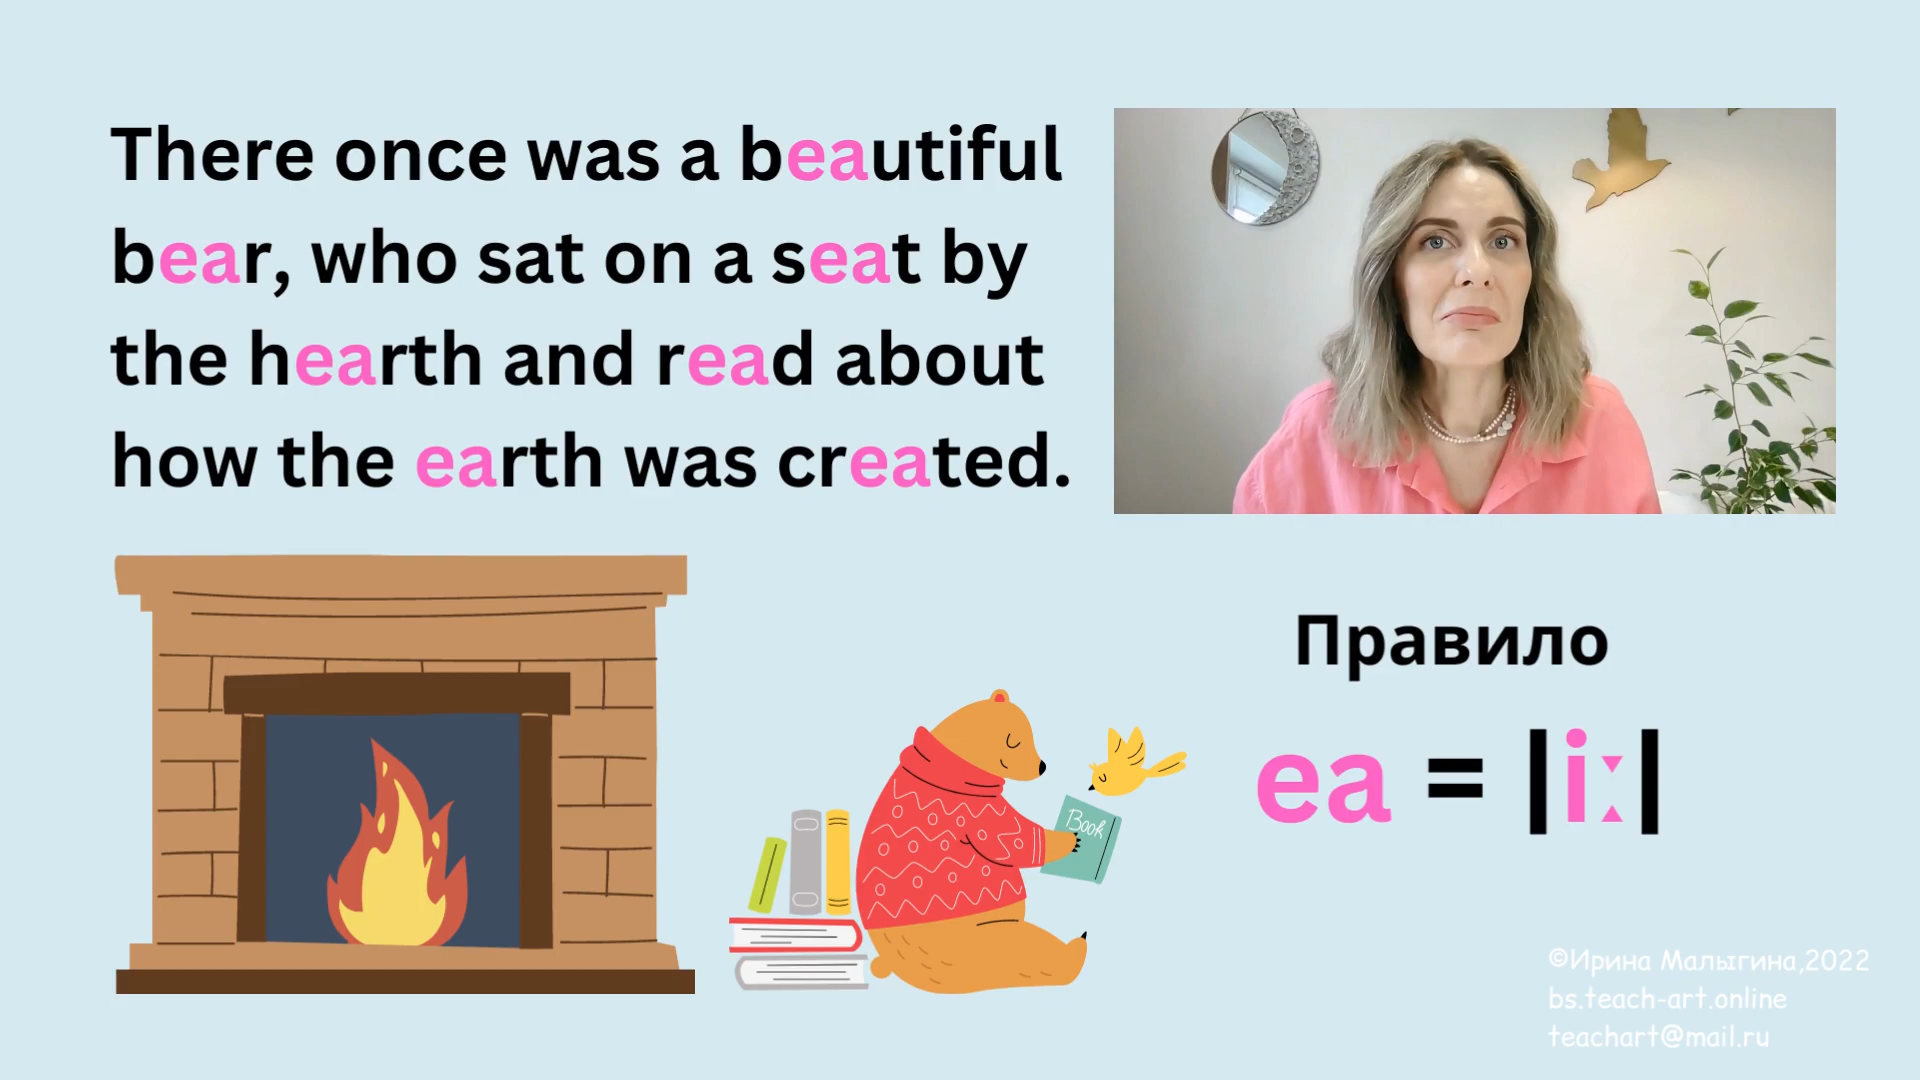 There once was a beautiful
bear, who sat on a seat by
the hearth and read about
how the earth was created.
Book
Правило
ea = |iː|
©Ирина Малыгина,2022
bs.teach-art.online
teachart@mail.ru